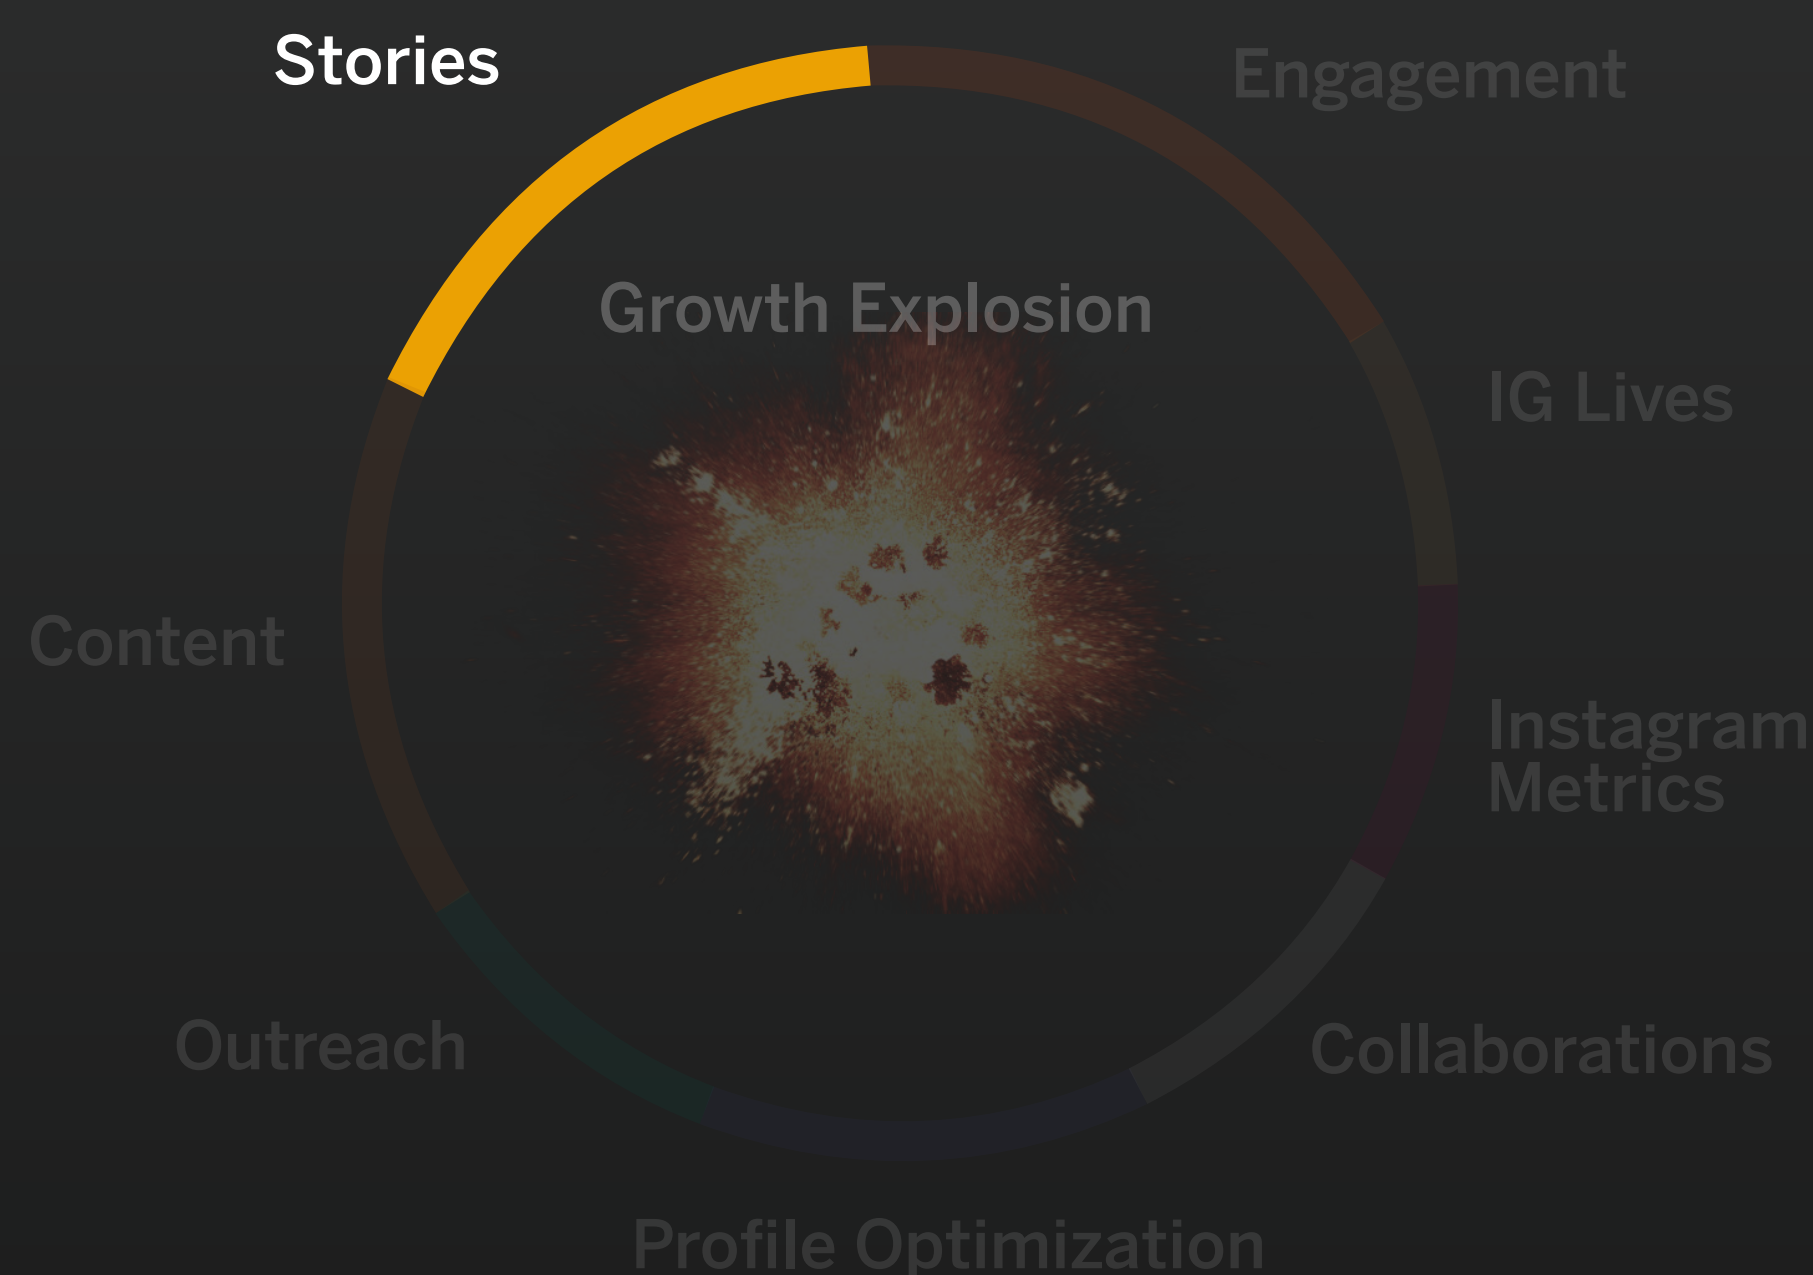 Stories
Engagement
Growth Explosion
IG Lives
Content
Instagram
Metrics
Outreach
Collaborations
Profile Optimization